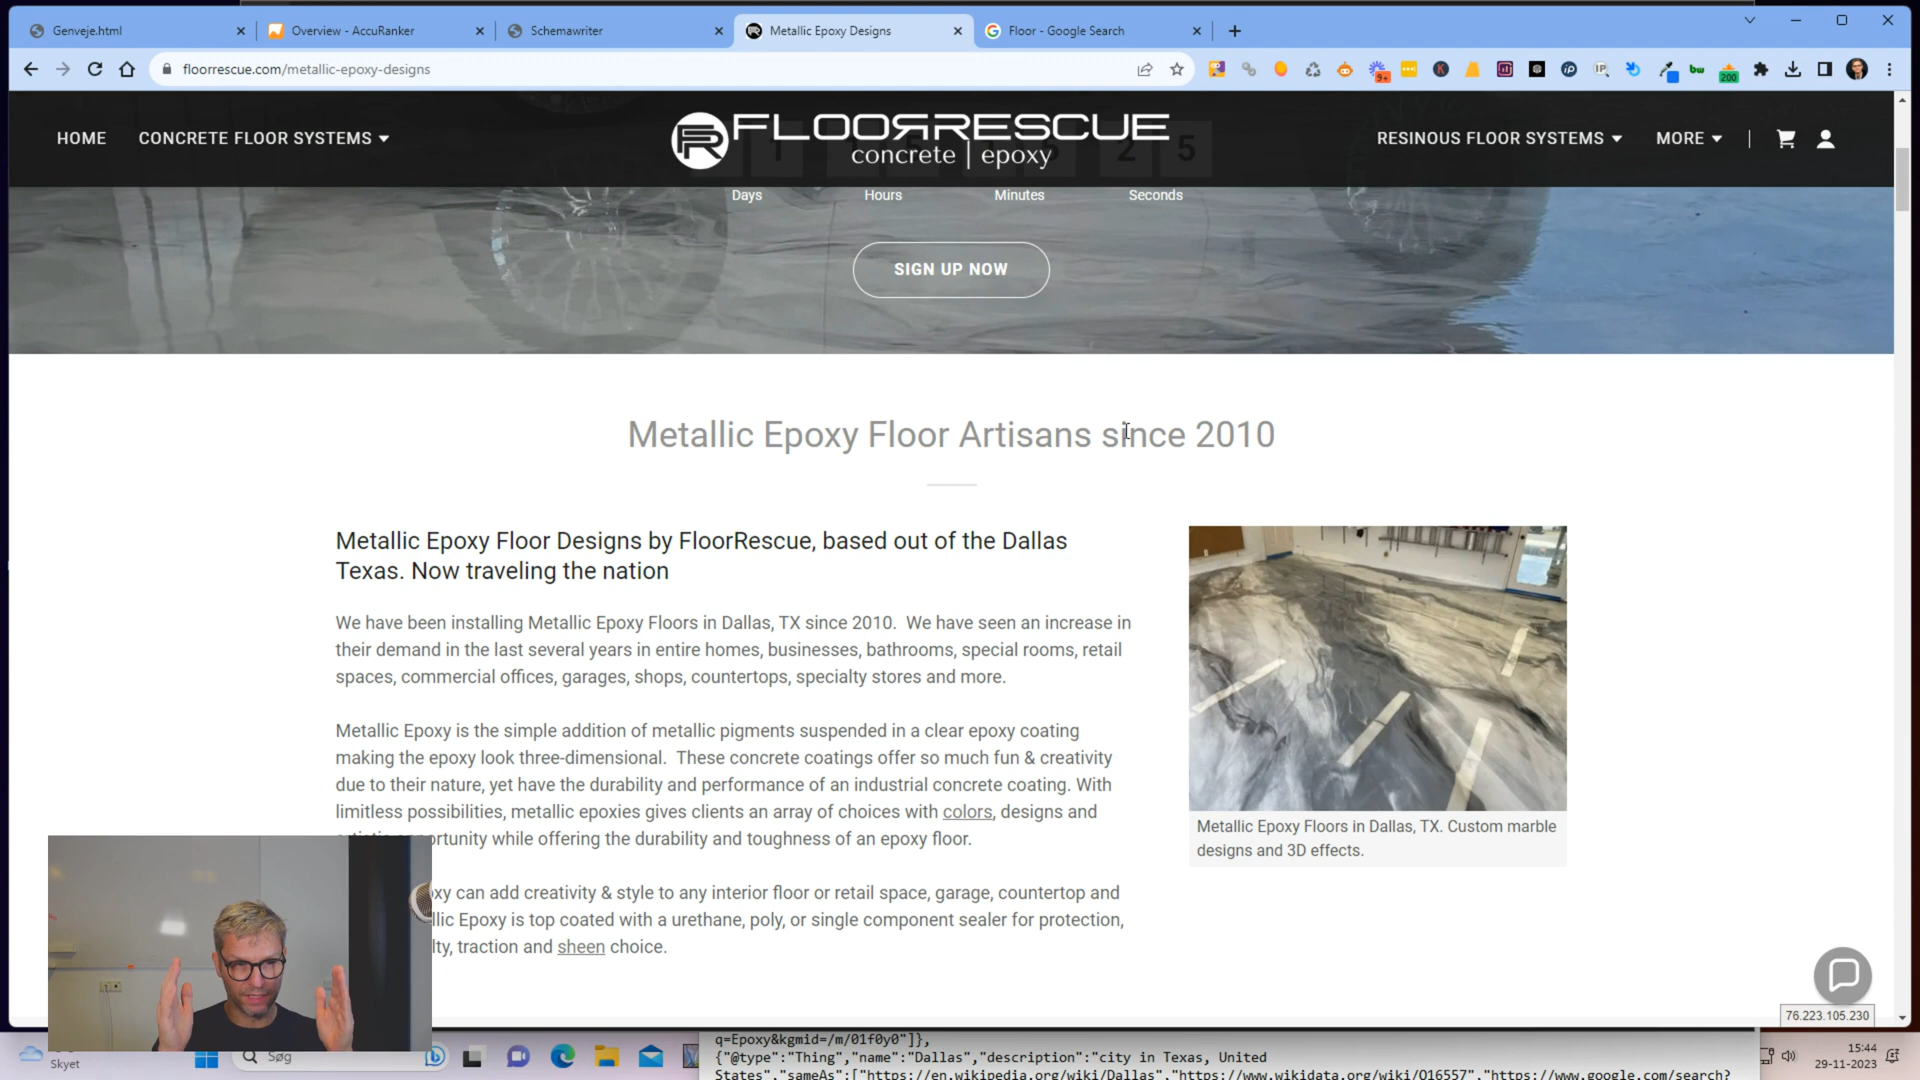 Genveje.html
Overview - AccuRanker
Schemawriter
Metallic Epoxy Designs
Floor - Google Search
floorrescue.com/metallic-epoxy-designs
9+
200
HOME
CONCRETE FLOOR SYSTEMS
FLOORRESCUE
concrete | epoxy
RESINOUS FLOOR SYSTEMS
MORE
Days
Hours
Minutes
Seconds
SIGN UP NOW
Metallic Epoxy Floor Artisans since 2010
Metallic Epoxy Floor Designs by FloorRescue, based out of the Dallas
Texas. Now traveling the nation
We have been installing Metallic Epoxy Floors in Dallas, TX since 2010. We have seen an increase in
their demand in the last several years in entire homes, businesses, bathrooms, special rooms, retail
spaces, commercial offices, garages, shops, countertops, specialty stores and more.
Metallic Epoxy is the simple addition of metallic pigments suspended in a clear epoxy coating
making the epoxy look three-dimensional. These concrete coatings offer so much fun & creativity
due to their nature, yet have the durability and performance of an industrial concrete coating. With
limitless possibilities, metallic epoxies gives clients an array of choices with colors, designs and
while offering the durability and toughness of an epoxy floor.
can add creativity & style to any interior floor or retail space, garage, countertop and
Epoxy is top coated with a urethane, poly, or single component sealer for protection,
traction and sheen choice.
Metallic Epoxy Floors in Dallas, TX. Custom marble
designs and 3D effects.
76.223.105.230
q=Epoxy&kgmid=/m/01f0y0"]},
{"@type":"Thing","name":"Dallas","description":"city in Texas, United
States","sameAs":["https://en.wikipedia.org/wiki/Dallas","https://www.wikidata.org/wiki/Q16557","https://www.google.com/search?
Skyet
Søg
15:44
29-11-2023